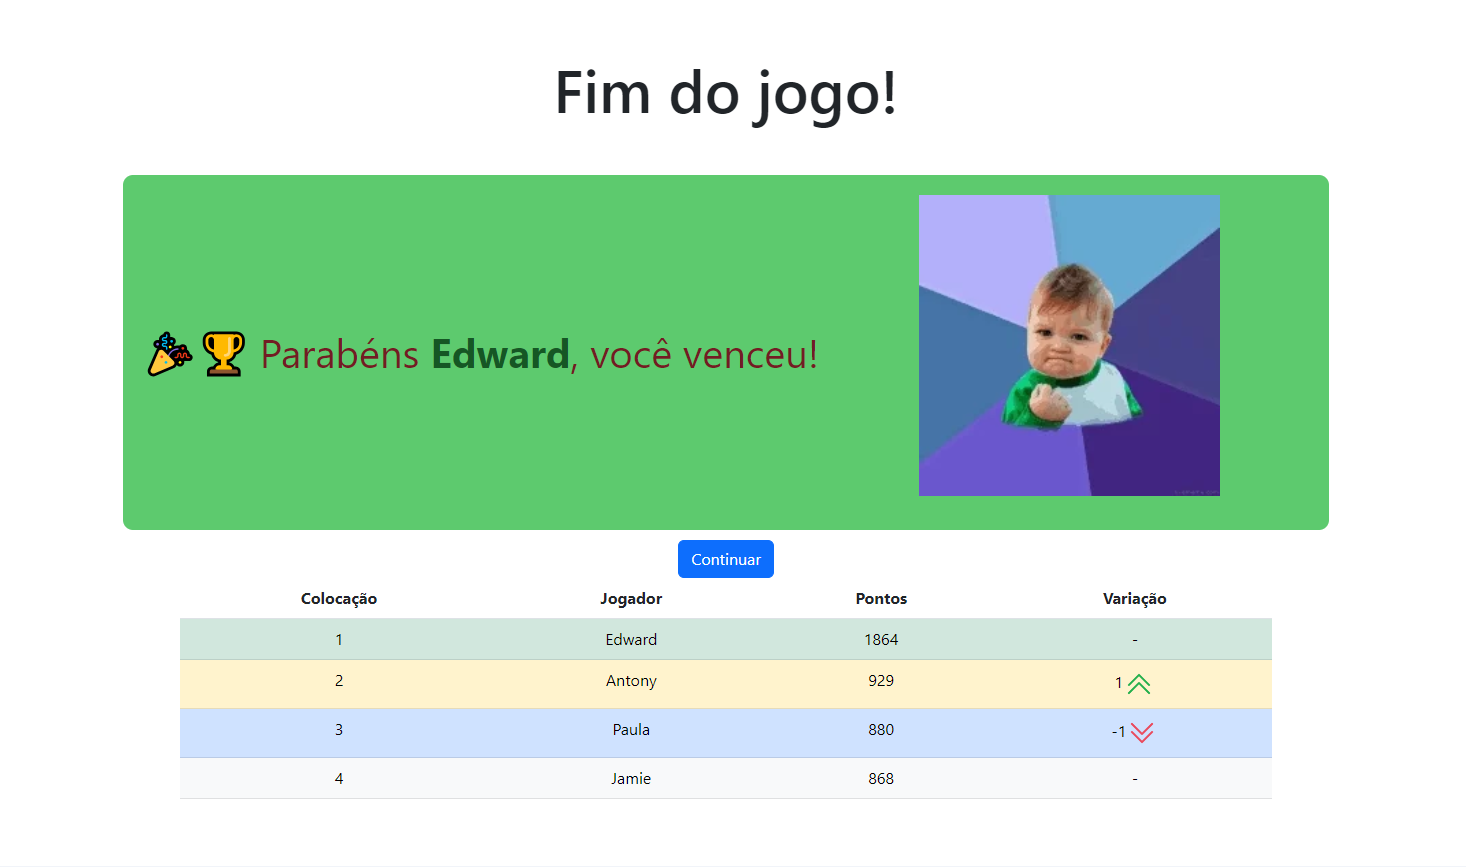 Fim do jogo!
🎉🏆 Parabéns Edward, você venceu!
Continuar
Colocação Jogador Pontos Variação
1 Edward 1864 -
2 Antony 929 1
3 Paula 880 -1
4 Jamie 868 -